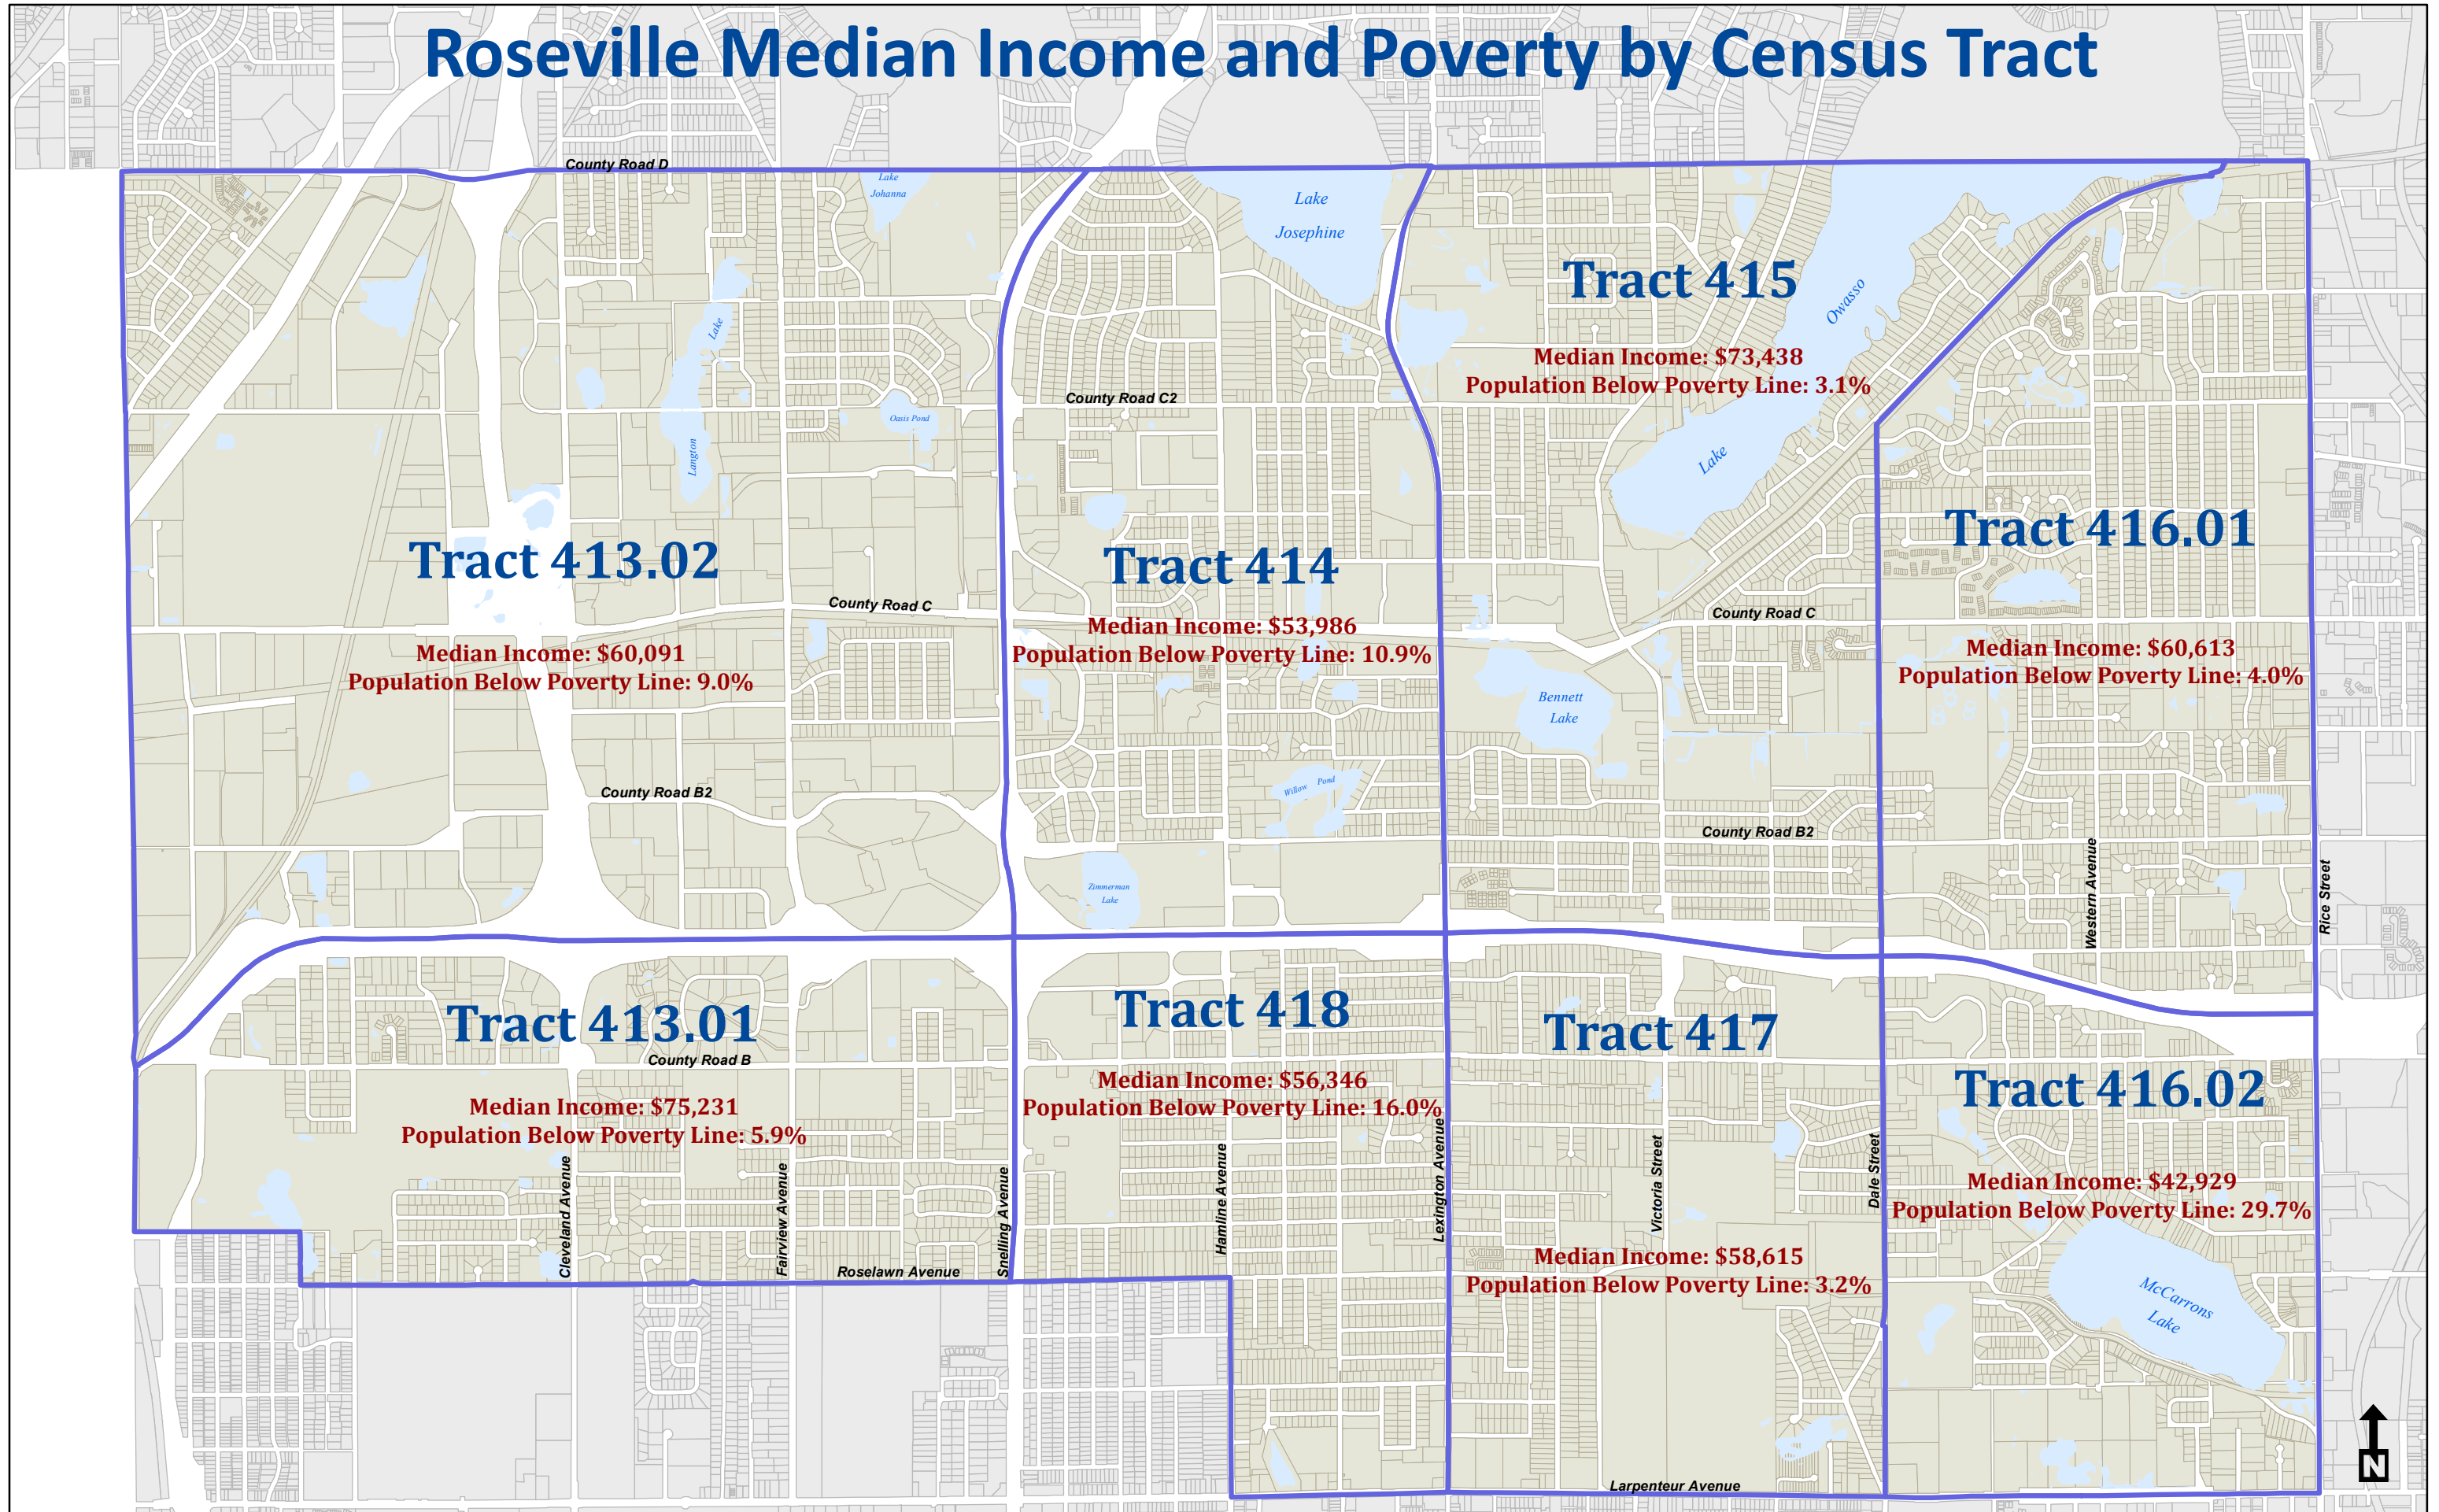 Roseville Median Income and Poverty by Census Tract
County Road D
Lake
Johanna
Lake
Josephine
Tract 415
Median Income: $73,438
Population Below Poverty Line: 3.1%
Owasso
Lake
Lake
Langton
Oasis Pond
County Road C2
Tract 413.02
Median Income: $60,091
Population Below Poverty Line: 9.0%
County Road C
Tract 414
Median Income: $53,986
Population Below Poverty Line: 10.9%
County Road C
Tract 416.01
Median Income: $60,613
Population Below Poverty Line: 4.0%
Bennett
Lake
Willow Pond
County Road B2
County Road B2
Zimmerman
Lake
Western Avenue
Rice Street
Tract 413.01
County Road B
Median Income: $75,231
Population Below Poverty Line: 5.9%
Tract 418
Median Income: $56,346
Population Below Poverty Line: 16.0%
Tract 417
Median Income: $58,615
Population Below Poverty Line: 3.2%
Tract 416.02
Median Income: $42,929
Population Below Poverty Line: 29.7%
Cleveland Avenue
Fairview Avenue
Snelling Avenue
Hamline Avenue
Lexington Avenue
Victoria Street
Dale Street
Roselawn Avenue
McCarrons
Lake
Larpenteur Avenue
N